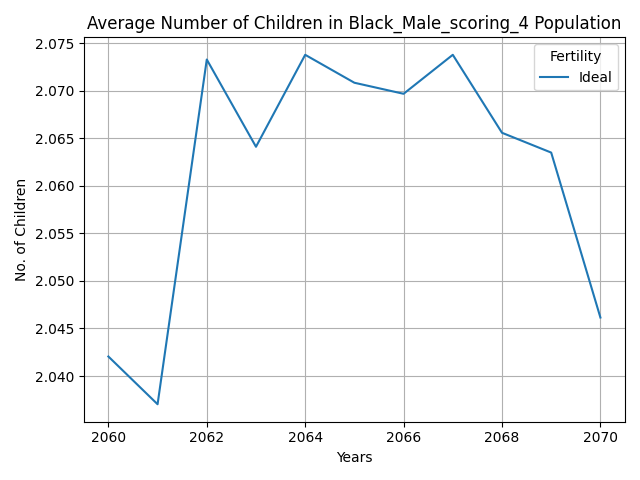 Average Number of Children in Black_Male_scoring_4 Population
Fertility
Ideal
2.075
2.070
2.065
2.060
2.055
2.050
2.045
2.040
No. of Children
2060 2062 2064 2066 2068 2070
Years